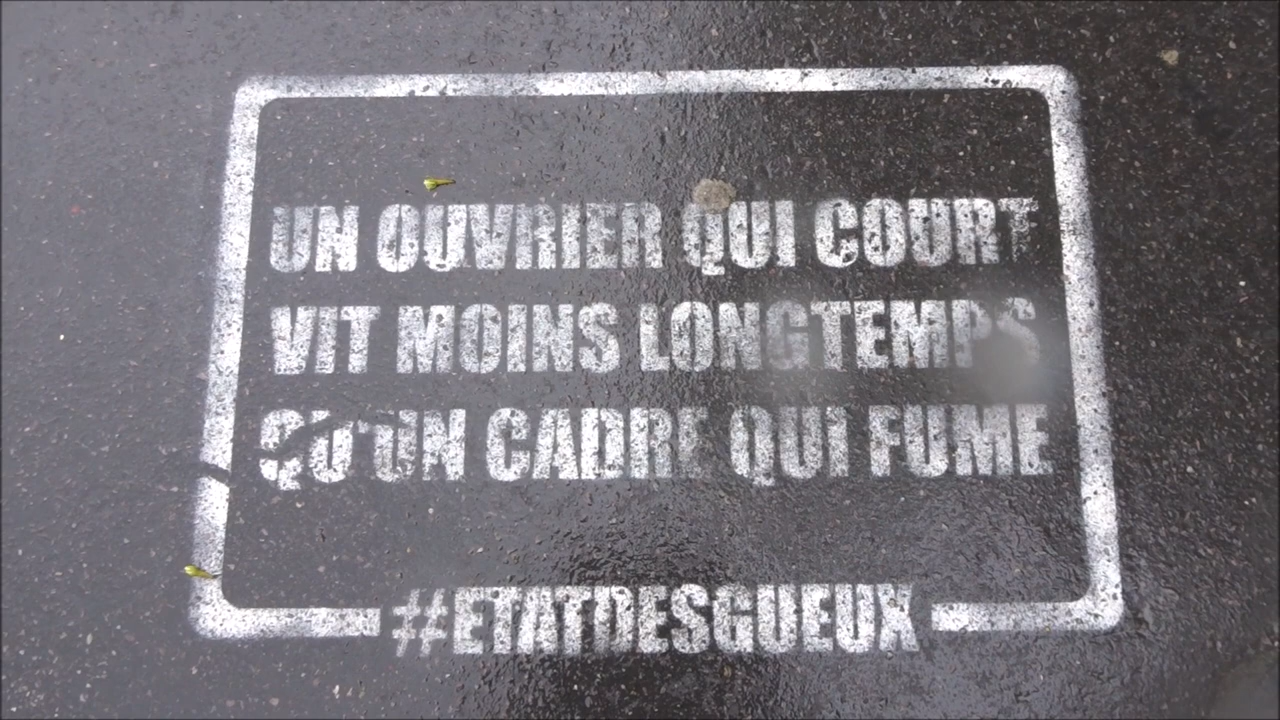 UN OUVRIER QUI COURT
VIT MOINS LONGTEMPS
QU'UN CADRE QUI FUME
#ETATDESGUEUX